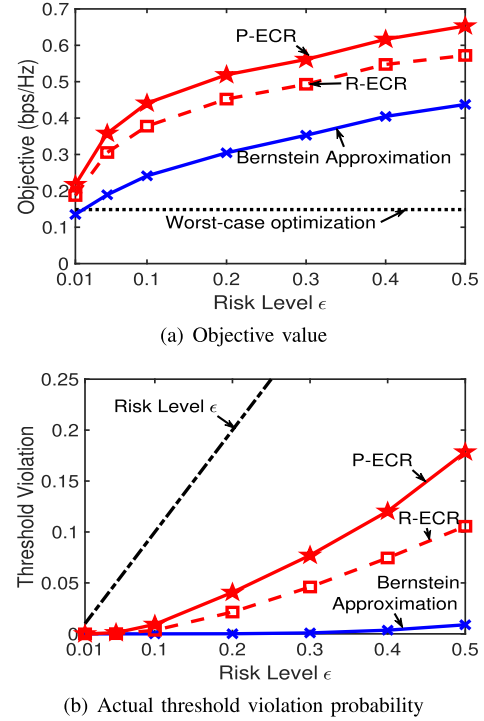 0.7
0.6
0.5
0.4
0.3
0.2
0.1
0
Objective (bps/Hz)
P-ECR
R-ECR
Bernstein Approximation
Worst-case optimization
0.01 0.1 0.2 0.3 0.4 0.5
Risk Level ϵ
(a) Objective value
0.25
0.2
0.15
0.1
0.05
0
Threshold Violation
Risk Level ϵ
P-ECR
R-ECR
Bernstein
Approximation
0.01 0.1 0.2 0.3 0.4 0.5
Risk Level ϵ
(b) Actual threshold violation probability